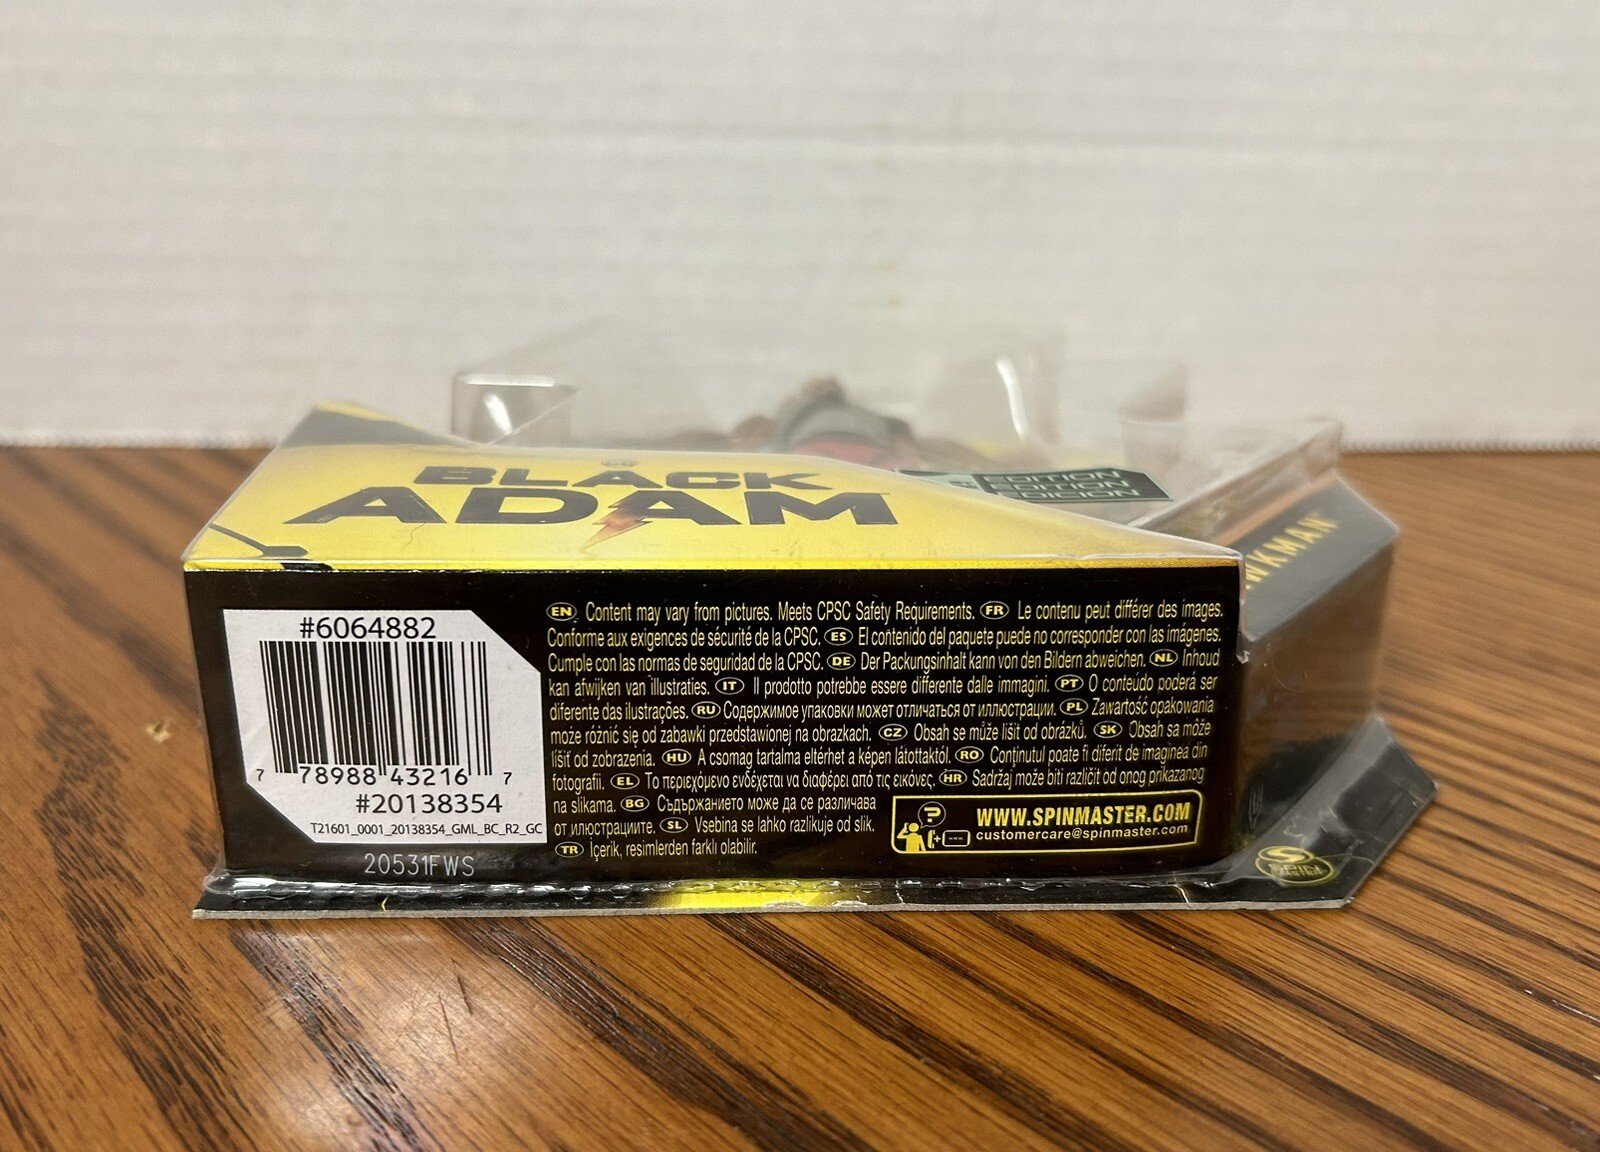 BLACK
ADAM
EDITION
ÉDITION
EDICIÓN
WKMAN™
#6064882
7 78988 43216 7
#20138354
T21601_0001_20138354_GML_BC_R2_GC
20531FWS
EN Content may vary from pictures. Meets CPSC Safety Requirements. FR Le contenu peut différer des images.
Conforme aux exigences de sécurité de la CPSC. ES El contenido del paquete puede no corresponder con las imágenes.
Cumple con las normas de seguridad de la CPSC. DE Der Packungsinhalt kann von den Bildern abweichen. NL Inhoud
kan afwijken van illustraties. IT Il prodotto potrebbe essere differente dalle immagini. PT O conteúdo poderá ser
diferente das ilustrações. RU Содержимое упаковки может отличаться от иллюстрации. PL Zawartość opakowania
może różnić się od zabawki przedstawionej na obrazkach. CZ Obsah se může lišit od obrázků. SK Obsah sa môže
líšiť od zobrazenia. HU A csomag tartalma eltérhet a képen látottaktól. RO Conținutul poate fi diferit de imaginea din
fotografii. EL Το περιεχόμενο ενδέχεται να διαφέρει από τις εικόνες. HR Sadržaj može biti različit od onog prikazanog
na slikama. BG Съдържанието може да се различава
от илюстрациите. SL Vsebina se lahko razlikuje od slik.
TR İçerik, resimlerden farklı olabilir.
WWW.SPINMASTER.COM
customercare@spinmaster.com